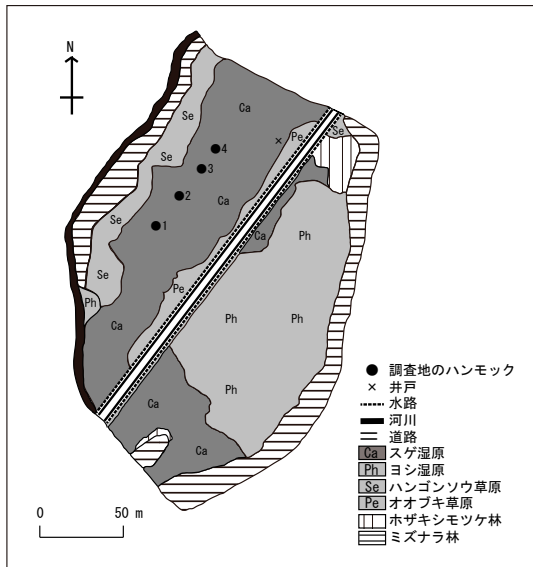 N
Ca
Se
Pe
Se
4
Se
3
Ca
2
1
Se
Ca
Ph
Se
Pe
Ph
Ph
Ph
Ca
Ph
Ca
Ca
調査地のハンモック
井戸
水路
河川
道路
Ca スゲ湿原
Ph ヨシ湿原
Se ハンゴンソウ草原
Pe オオブキ草原
ホザキシモツケ林
ミズナラ林
0 50 m